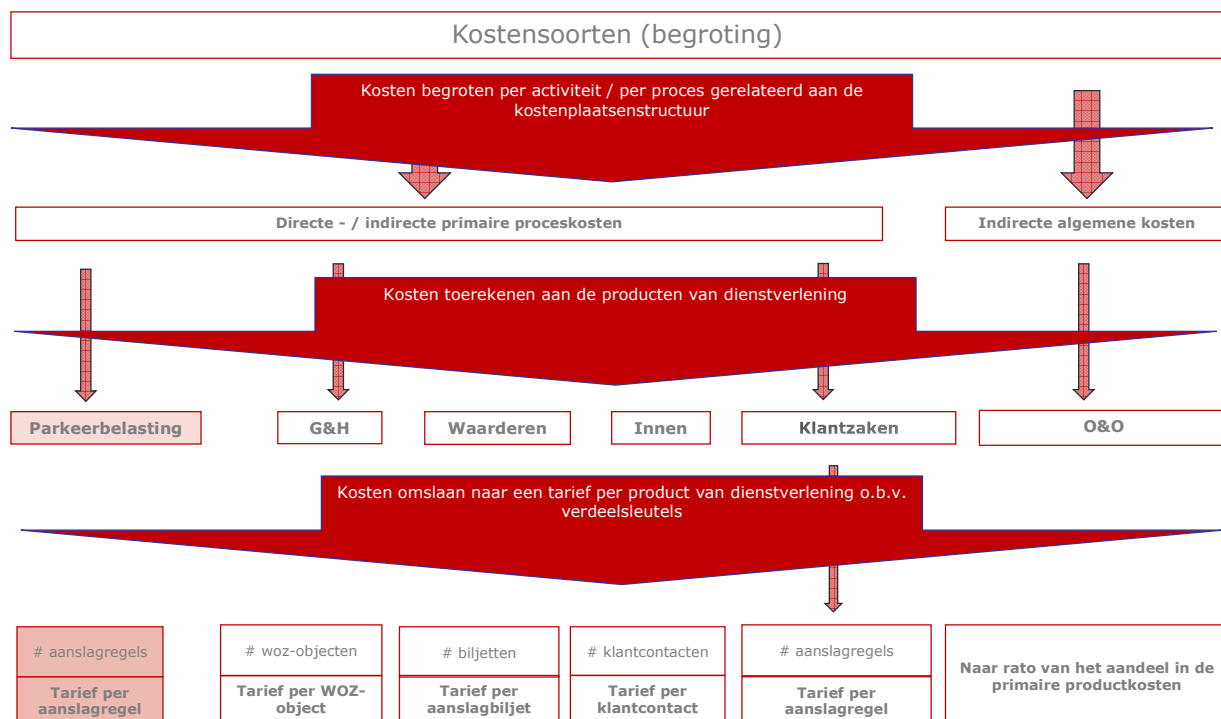 Kostensoorten (begroting)
Kosten begroten per activiteit / per proces gerelateerd aan de
kostenplaatsenstructuur
Directe - / indirecte primaire proceskosten
Indirecte algemene kosten
Kosten toerekenen aan de producten van dienstverlening
Parkeerbelasting
G&H
Waarderen
Innen
Klantzaken
O&O
Kosten omslaan naar een tarief per product van dienstverlening o.b.v.
verdeelsleutels
# aanslagregels
Tarief per
aanslagregel
# woz-objecten
Tarief per WOZ-
object
# biljetten
Tarief per
aanslagbiljet
# klantcontacten
Tarief per
klantcontact
# aanslagregels
Tarief per
aanslagregel
Naar rato van het aandeel in de
primaire productkosten